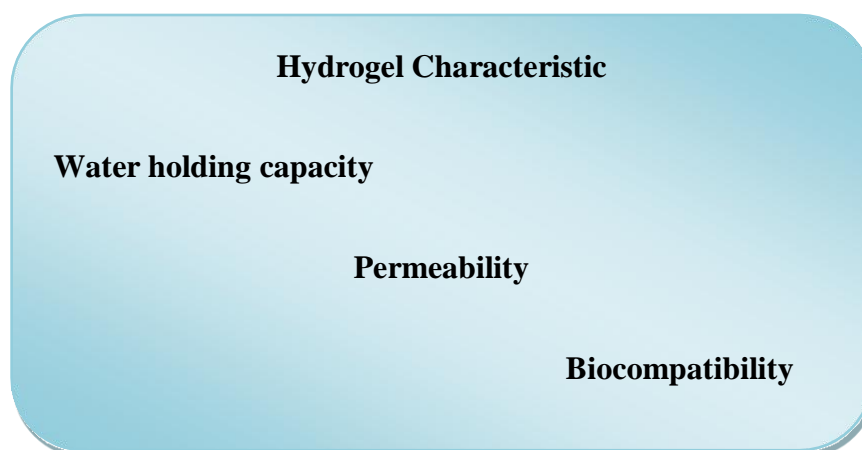 Hydrogel Characteristic
Water holding capacity
Permeability
Biocompatibility